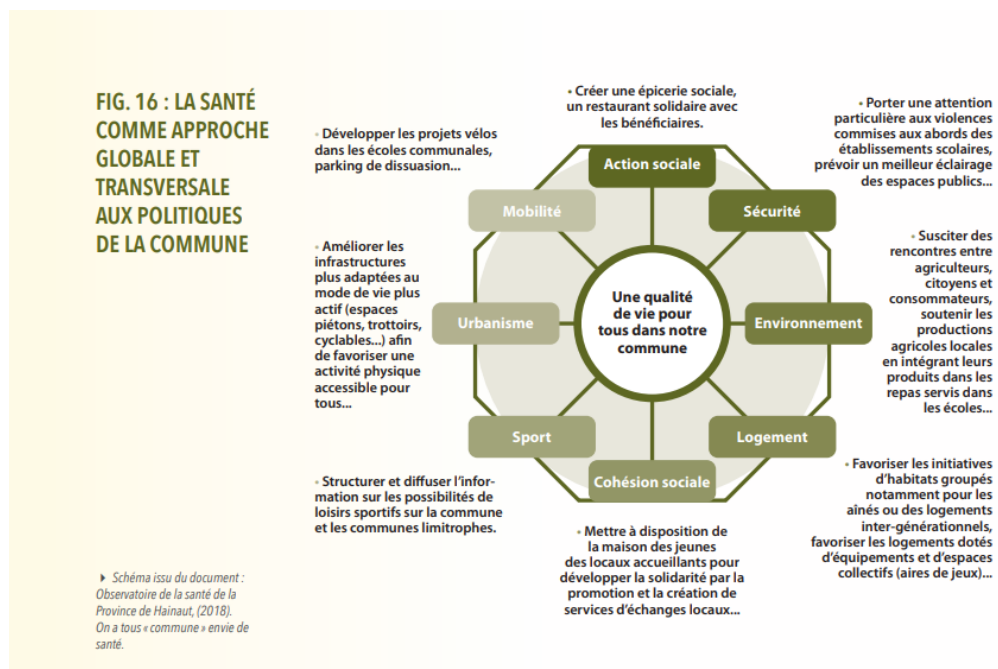 FIG. 16 : LA SANTÉ
COMME APPROCHE
GLOBALE ET
TRANSVERSALE
AUX POLITIQUES
DE LA COMMUNE
• Créer une épicerie sociale,
un restaurant solidaire avec
les bénéficiaires.
• Porter une attention
particulière aux violences
commises aux abords des
établissements scolaires,
prévoir un meilleur éclairage
des espaces publics...
• Développer les projets vélos
dans les écoles communales,
parking de dissuasion...
Action sociale
Mobilité
Sécurité
• Améliorer les
infrastructures
plus adaptées au
mode de vie plus
actif (espaces
piétons, trottoirs,
cyclables...) afin
de favoriser une
activité physique
accessible pour
tous...
Urbanisme
Une qualité
de vie pour
tous dans notre
commune
Environnement
• Susciter des
rencontres entre
agriculteurs,
citoyens et
consommateurs,
soutenir les
productions
agricoles locales
en intégrant leurs
produits dans les
repas servis dans
les écoles...
Sport
Logement
Cohésion sociale
• Structurer et diffuser l'infor-
mation sur les possibilités de
loisirs sportifs sur la commune
et les communes limitrophes.
• Favoriser les initiatives
d'habitats groupés
notamment pour les
aînés ou des logements
inter-générationnels,
favoriser les logements dotés
d'équipements et d'espaces
collectifs (aires de jeux)...
• Mettre à disposition de
la maison des jeunes
des locaux accueillants pour
développer la solidarité par la
promotion et la création de
services d'échanges locaux...
Schéma issu du document :
Observatoire de la santé de la
Province de Hainaut, (2018).
On a tous « commune » envie de
santé.